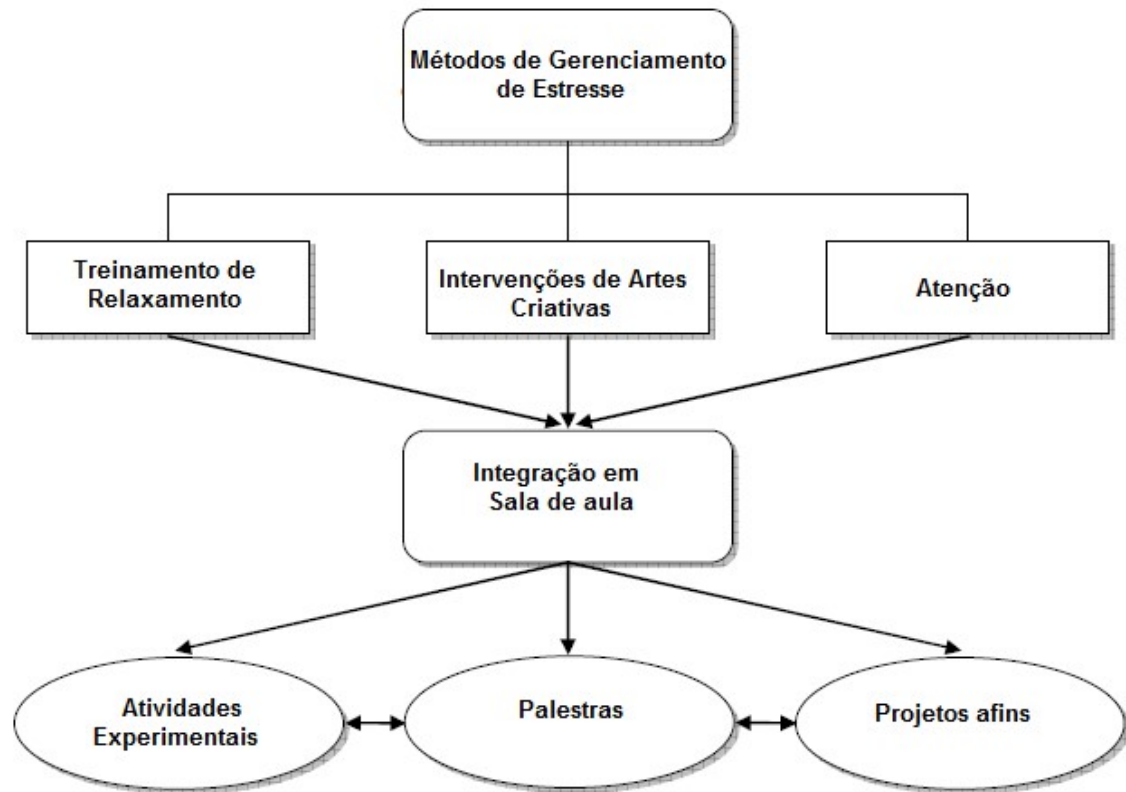 Métodos de Gerenciamento
de Estresse
Treinamento de
Relaxamento
Intervenções de Artes
Criativas
Atenção
Integração em
Sala de aula
Atividades
Experimentais
Palestras
Projetos afins